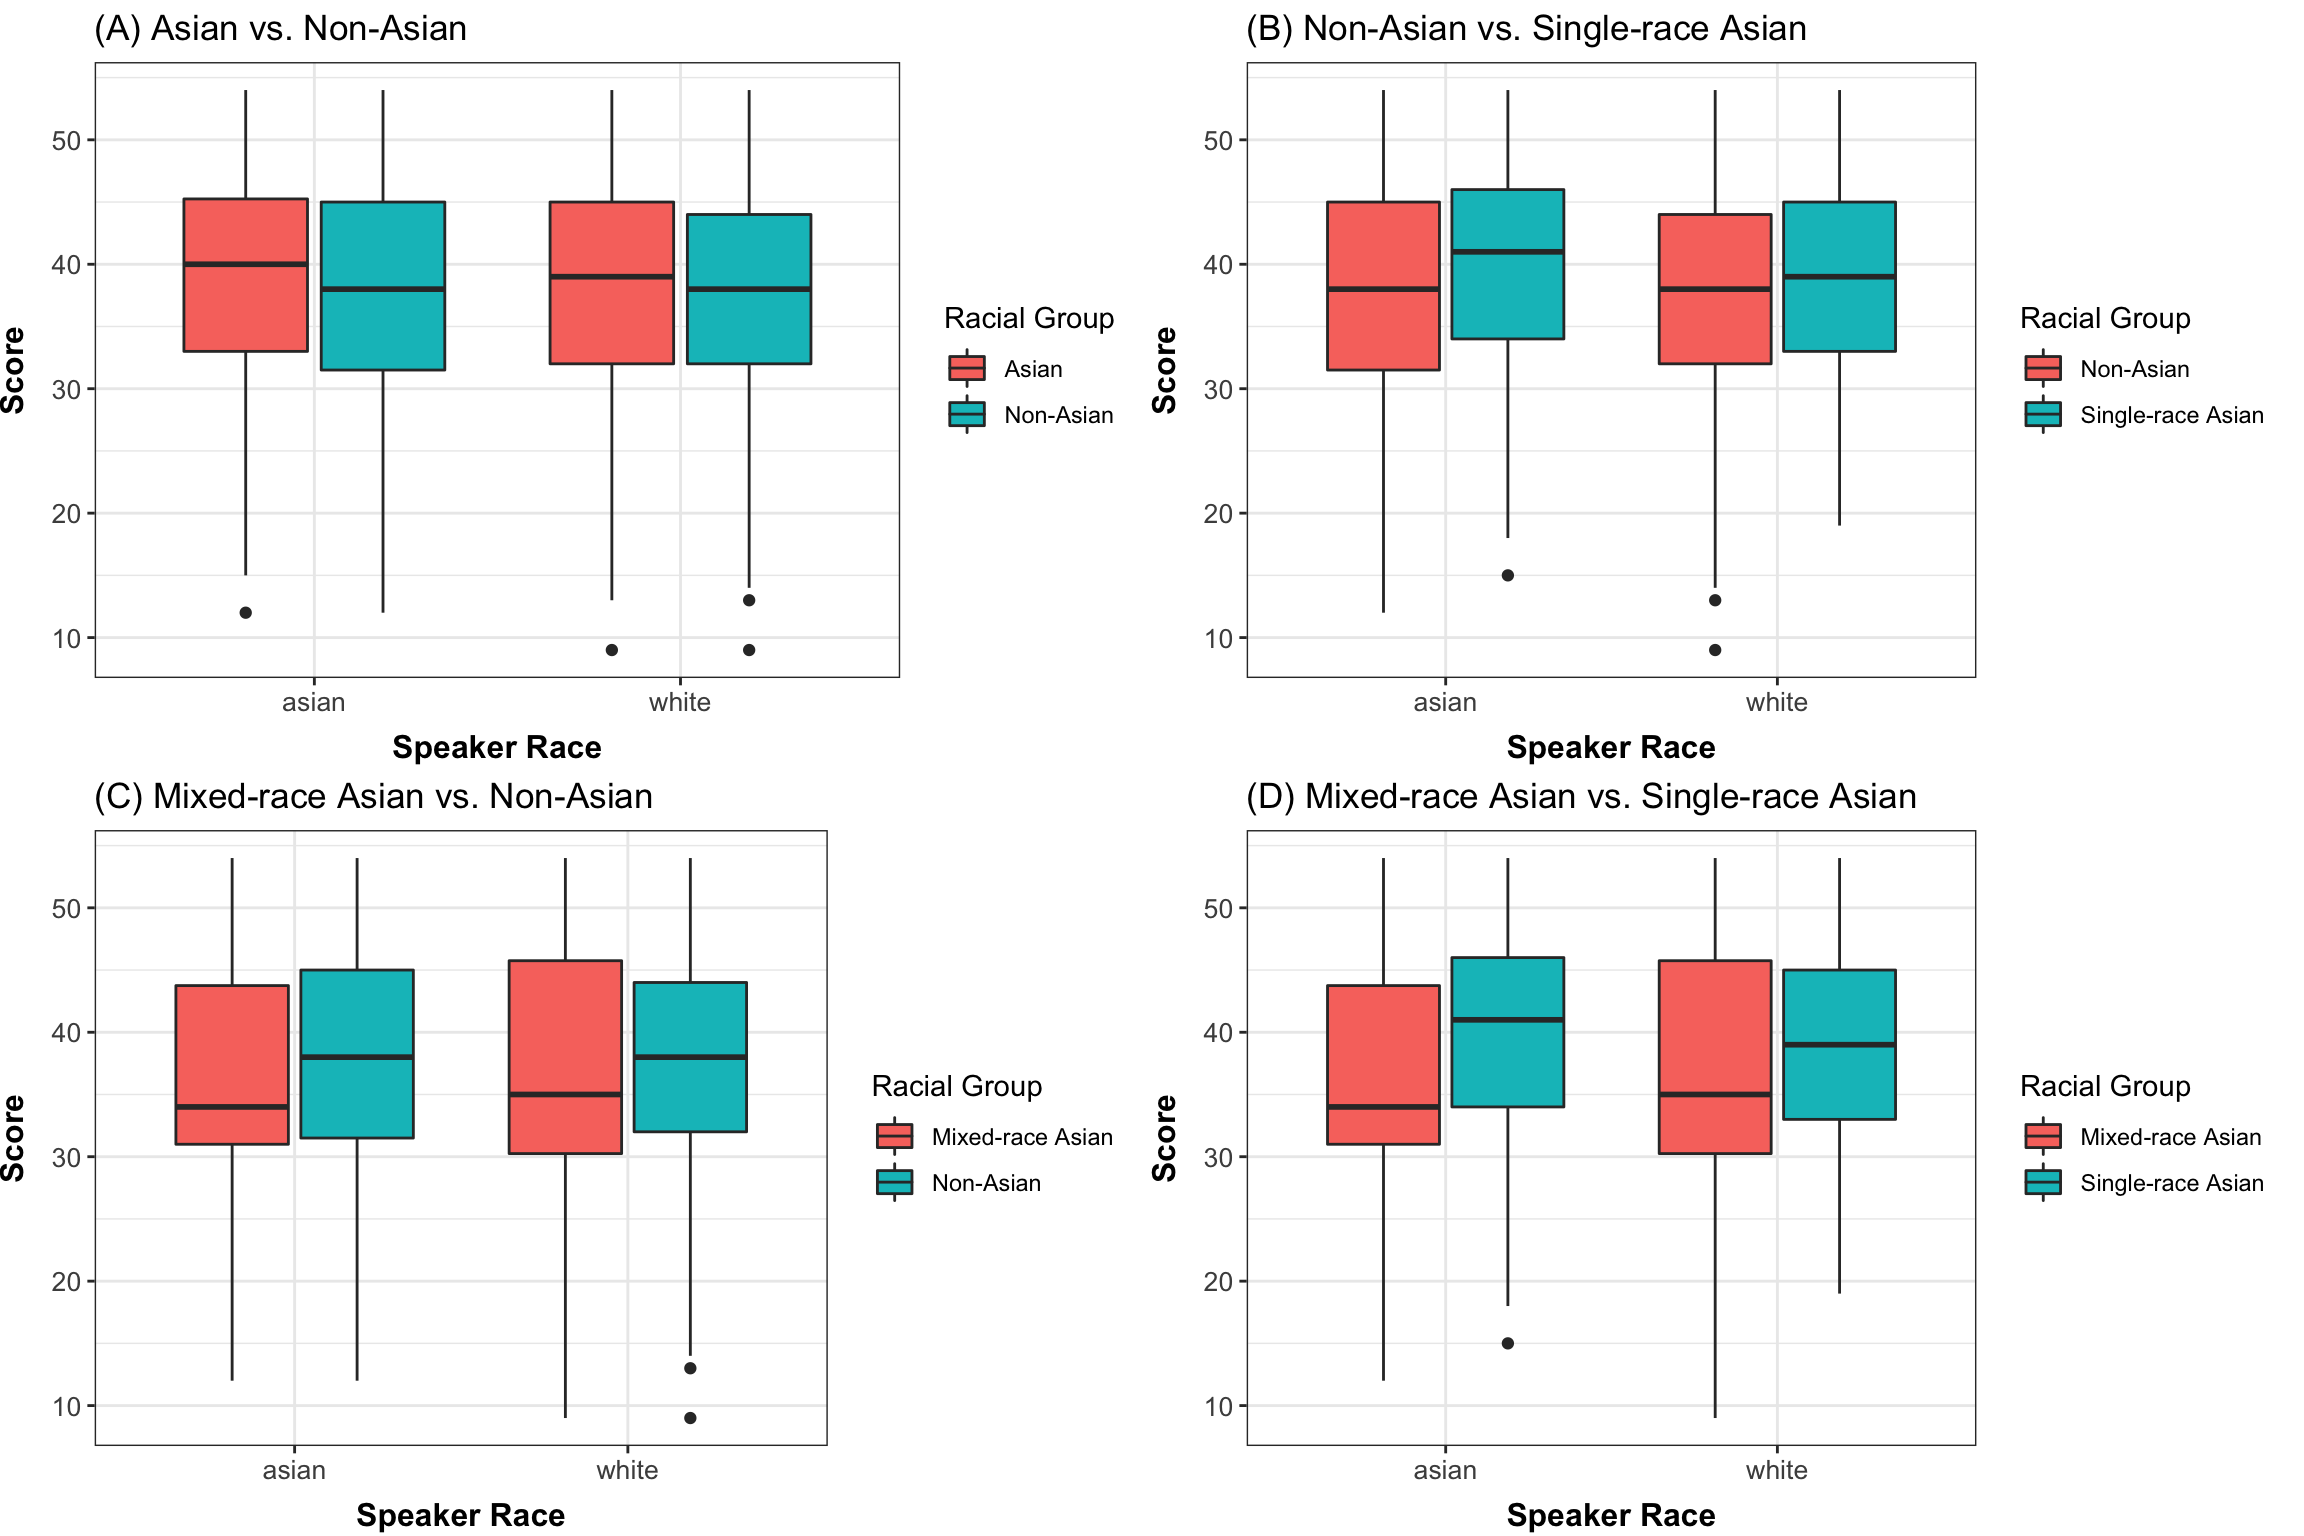 (A) Asian vs. Non-Asian
50
40
30
20
10
Score
asian white
Speaker Race
Racial Group
Asian
Non-Asian
(B) Non-Asian vs. Single-race Asian
50
40
30
20
10
Score
asian white
Speaker Race
Racial Group
Non-Asian
Single-race Asian
(C) Mixed-race Asian vs. Non-Asian
50
40
30
20
10
Score
asian white
Speaker Race
Racial Group
Mixed-race Asian
Non-Asian
(D) Mixed-race Asian vs. Single-race Asian
50
40
30
20
10
Score
asian white
Speaker Race
Racial Group
Mixed-race Asian
Single-race Asian